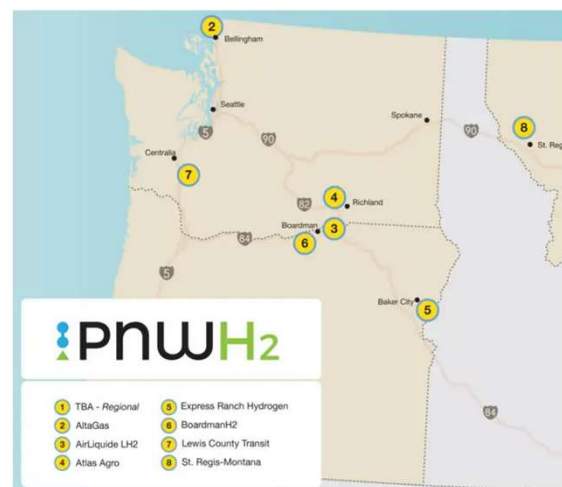 2
Bellingham
Seattle
5
90
Spokane
90
8
St. Regis
Centralia
7
4
82
Richland
Boardman
3
84
6
5
Baker City
5
84
PNWH2
1 TBA - Regional
2 AltaGas
3 AirLiquide LH2
4 Atlas Agro
5 Express Ranch Hydrogen
6 BoardmanH2
7 Lewis County Transit
8 St. Regis-Montana